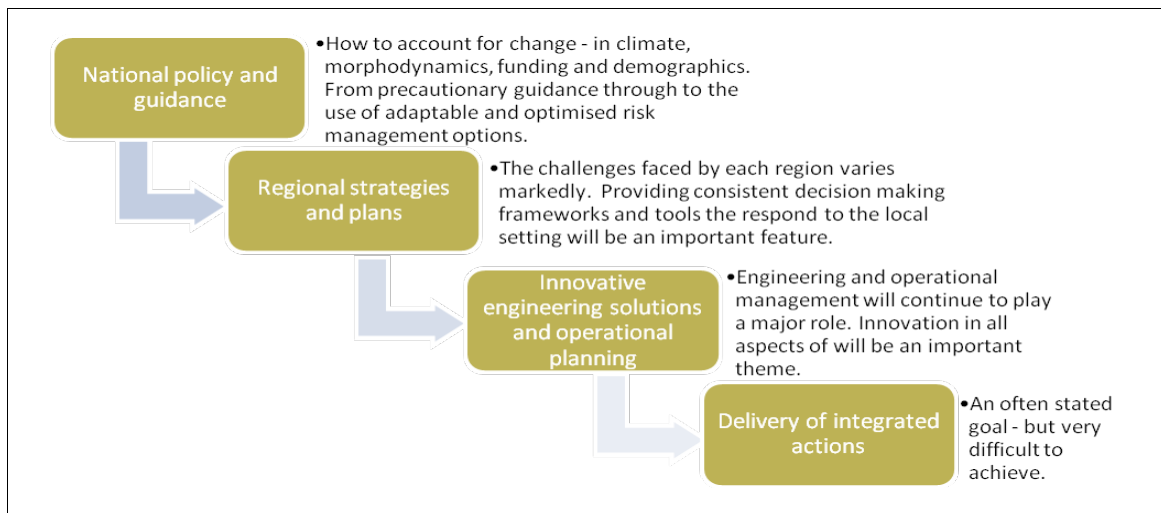 National policy and
guidance
•How to account for change - in climate,
morphodynamics, funding and demographics.
From precautionary guidance through to the
use of adaptable and optimised risk
management options.
Regional strategies
and plans
•The challenges faced by each region varies
markedly.  Providing consistent decision making
frameworks and tools the respond to the local
setting will be an important feature.
Innovative
engineering solutions
and operational
planning
•Engineering and operational
management will continue to play
a major role. Innovation in all
aspects of will be an important
theme.
Delivery of integrated
actions
•An often stated
goal - but very
difficult to
achieve.